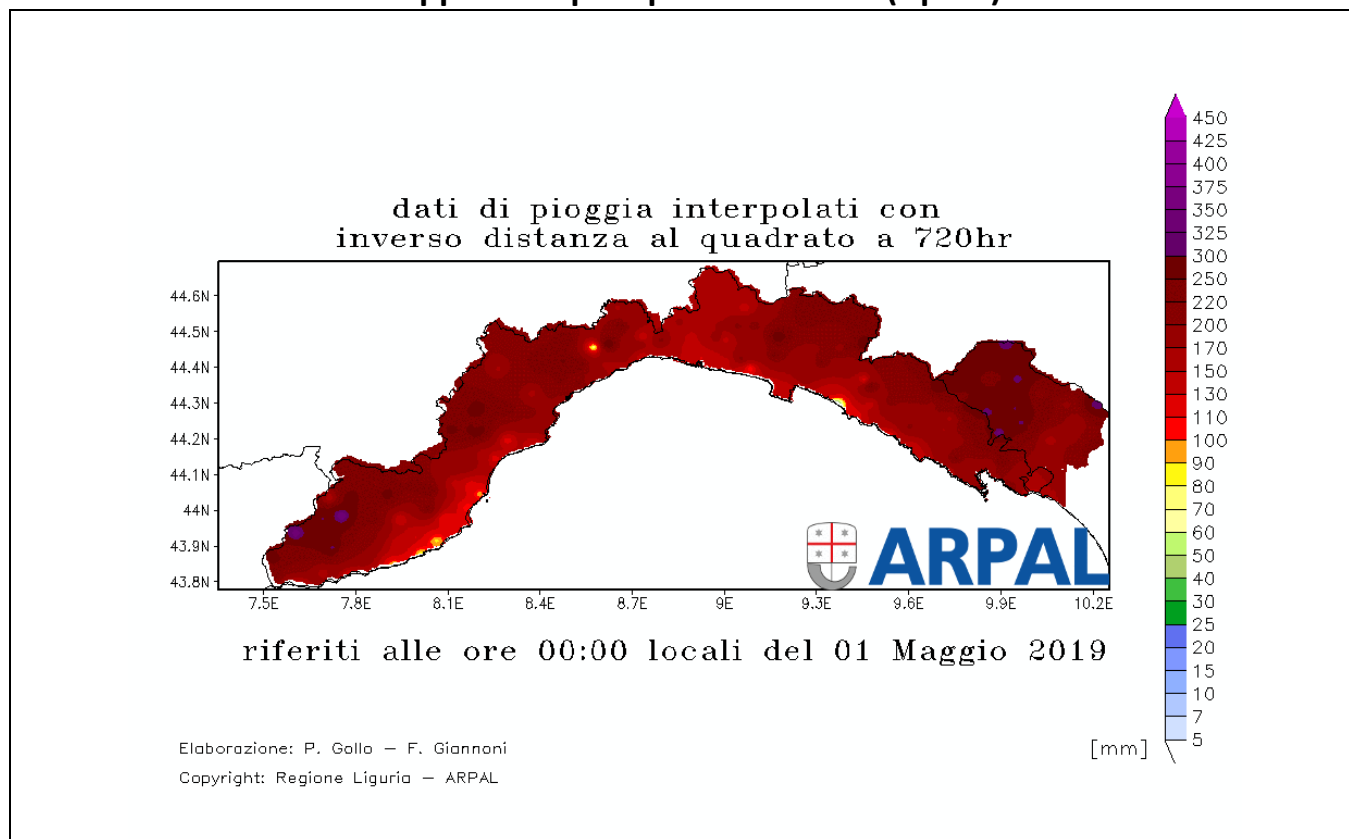 dati di pioggia interpolati con
inverso distanza al quadrato a 720hr
44.6N
44.5N
44.4N
44.3N
44.2N
44.1N
44N
43.9N
43.8N
7.5E 7.8E 8.1E 8.4E 8.7E 9E 9.3E 9.6E 9.9E 10.2E
ARPAL
450
425
400
375
350
325
300
250
220
200
170
150
130
110
100
90
80
70
60
50
40
30
25
20
15
10
7
5
[mm]
riferiti alle ore 00:00 locali del 01 Maggio 2019
Elaborazione: P. Gollo – F. Giannoni
Copyright: Regione Liguria – ARPAL